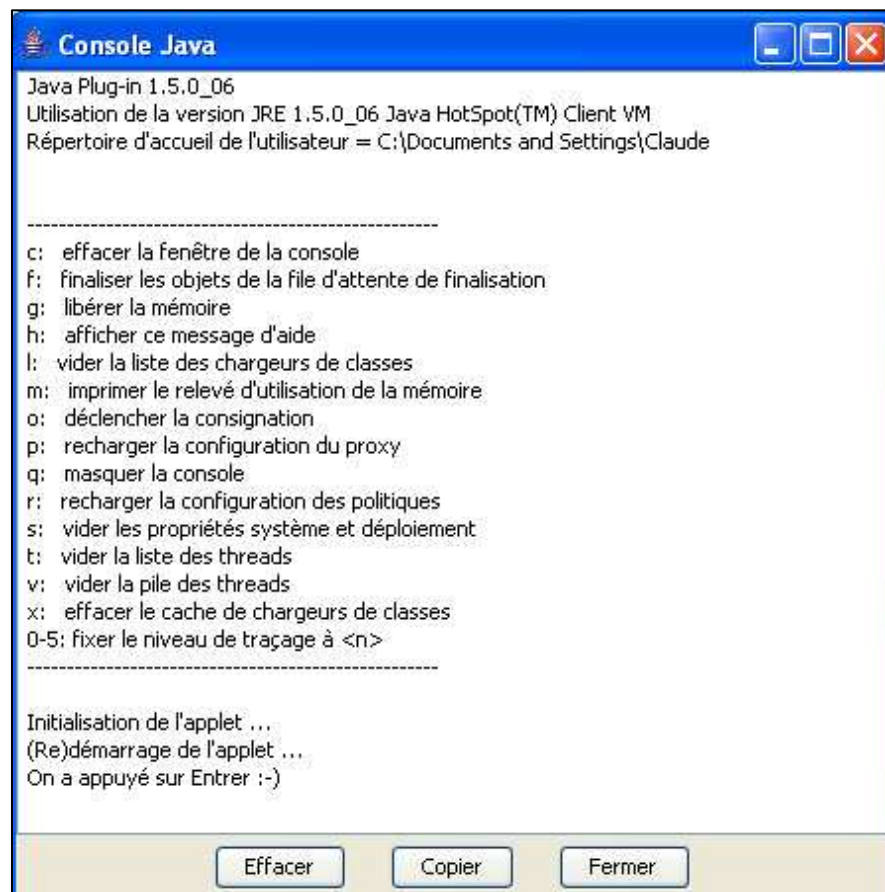 Console Java
Java Plug-in 1.5.0_06
Utilisation de la version JRE 1.5.0_06 Java HotSpot(TM) Client VM
Répertoire d'accueil de l'utilisateur = C:\Documents and Settings\Claude
----------------------------------------------------
c: effacer la fenêtre de la console
f: finaliser les objets de la file d'attente de finalisation
g: libérer la mémoire
h: afficher ce message d'aide
l: vider la liste des chargeurs de classes
m: imprimer le relevé d'utilisation de la mémoire
o: déclencher la consignation
p: recharger la configuration du proxy
q: masquer la console
r: recharger la configuration des politiques
s: vider les propriétés système et déploiement
t: vider la liste des threads
v: vider la pile des threads
x: effacer le cache de chargeurs de classes
0-5: fixer le niveau de traçage à <n>
----------------------------------------------------
Initialisation de l'applet ...
(Re)démarrage de l'applet ...
On a appuyé sur Entrer :-)
Effacer Copier Fermer